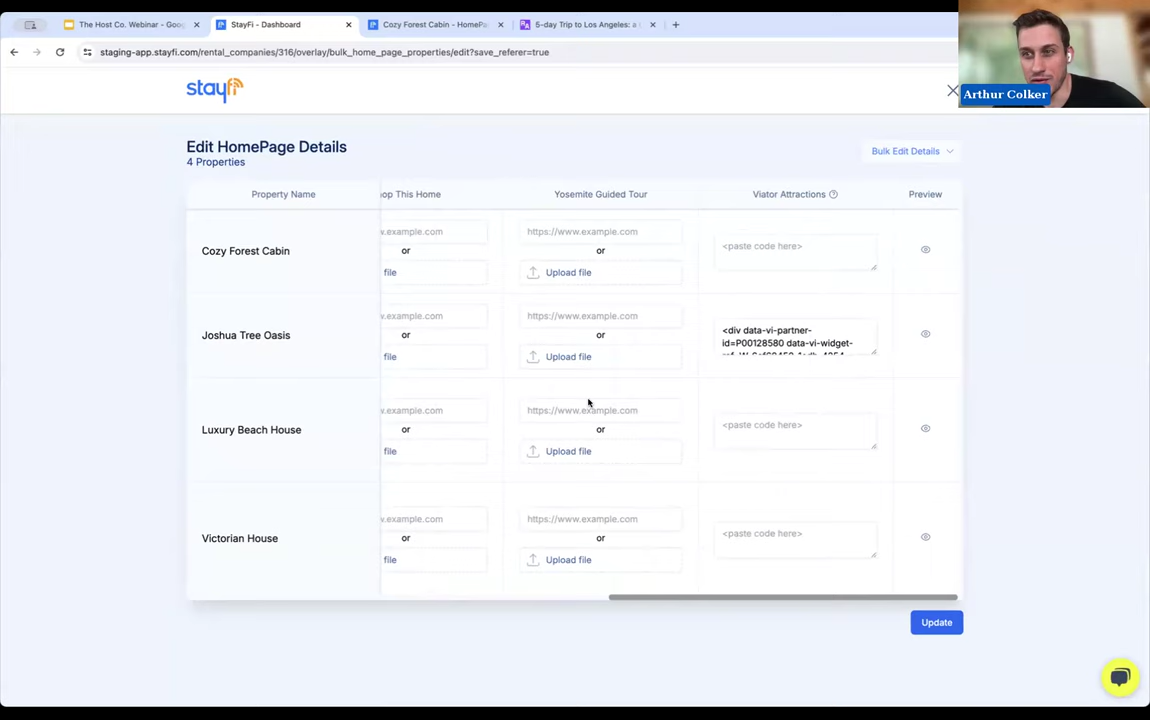 The Host Co. Webinar - Goog
StayFi - Dashboard
Cozy Forest Cabin - HomePa
5-day Trip to Los Angeles: a
staging-app.stayfi.com/rental_companies/316/overlay/bulk_home_page_properties/edit?save_referer=true
Arthur Colker
stayfi
Edit HomePage Details
4 Properties
Bulk Edit Details
Property Name
op This Home
Yosemite Guided Tour
Viator Attractions
Preview
Cozy Forest Cabin
w.example.com
or
file
https://www.example.com
or
Upload file
<paste code here>
Joshua Tree Oasis
w.example.com
or
file
https://www.example.com
or
Upload file
<div data-vi-partner-
id=P00128580 data-vi-widget-
Luxury Beach House
w.example.com
or
file
https://www.example.com
or
Upload file
<paste code here>
Victorian House
w.example.com
or
file
https://www.example.com
or
Upload file
<paste code here>
Update